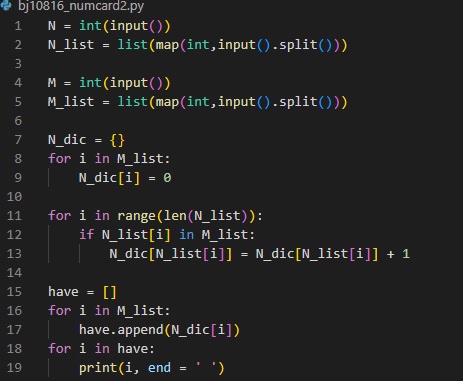 bj10816_numcard2.py
1 N = int(input())
2 N_list = list(map(int,input().split()))
3
4 M = int(input())
5 M_list = list(map(int,input().split()))
6
7 N_dic = {}
8 for i in M_list:
9     N_dic[i] = 0
10
11 for i in range(len(N_list)):
12     if N_list[i] in M_list:
13         N_dic[N_list[i]] = N_dic[N_list[i]] + 1
14
15 have = []
16 for i in M_list:
17     have.append(N_dic[i])
18 for i in have:
19     print(i, end = ' ')